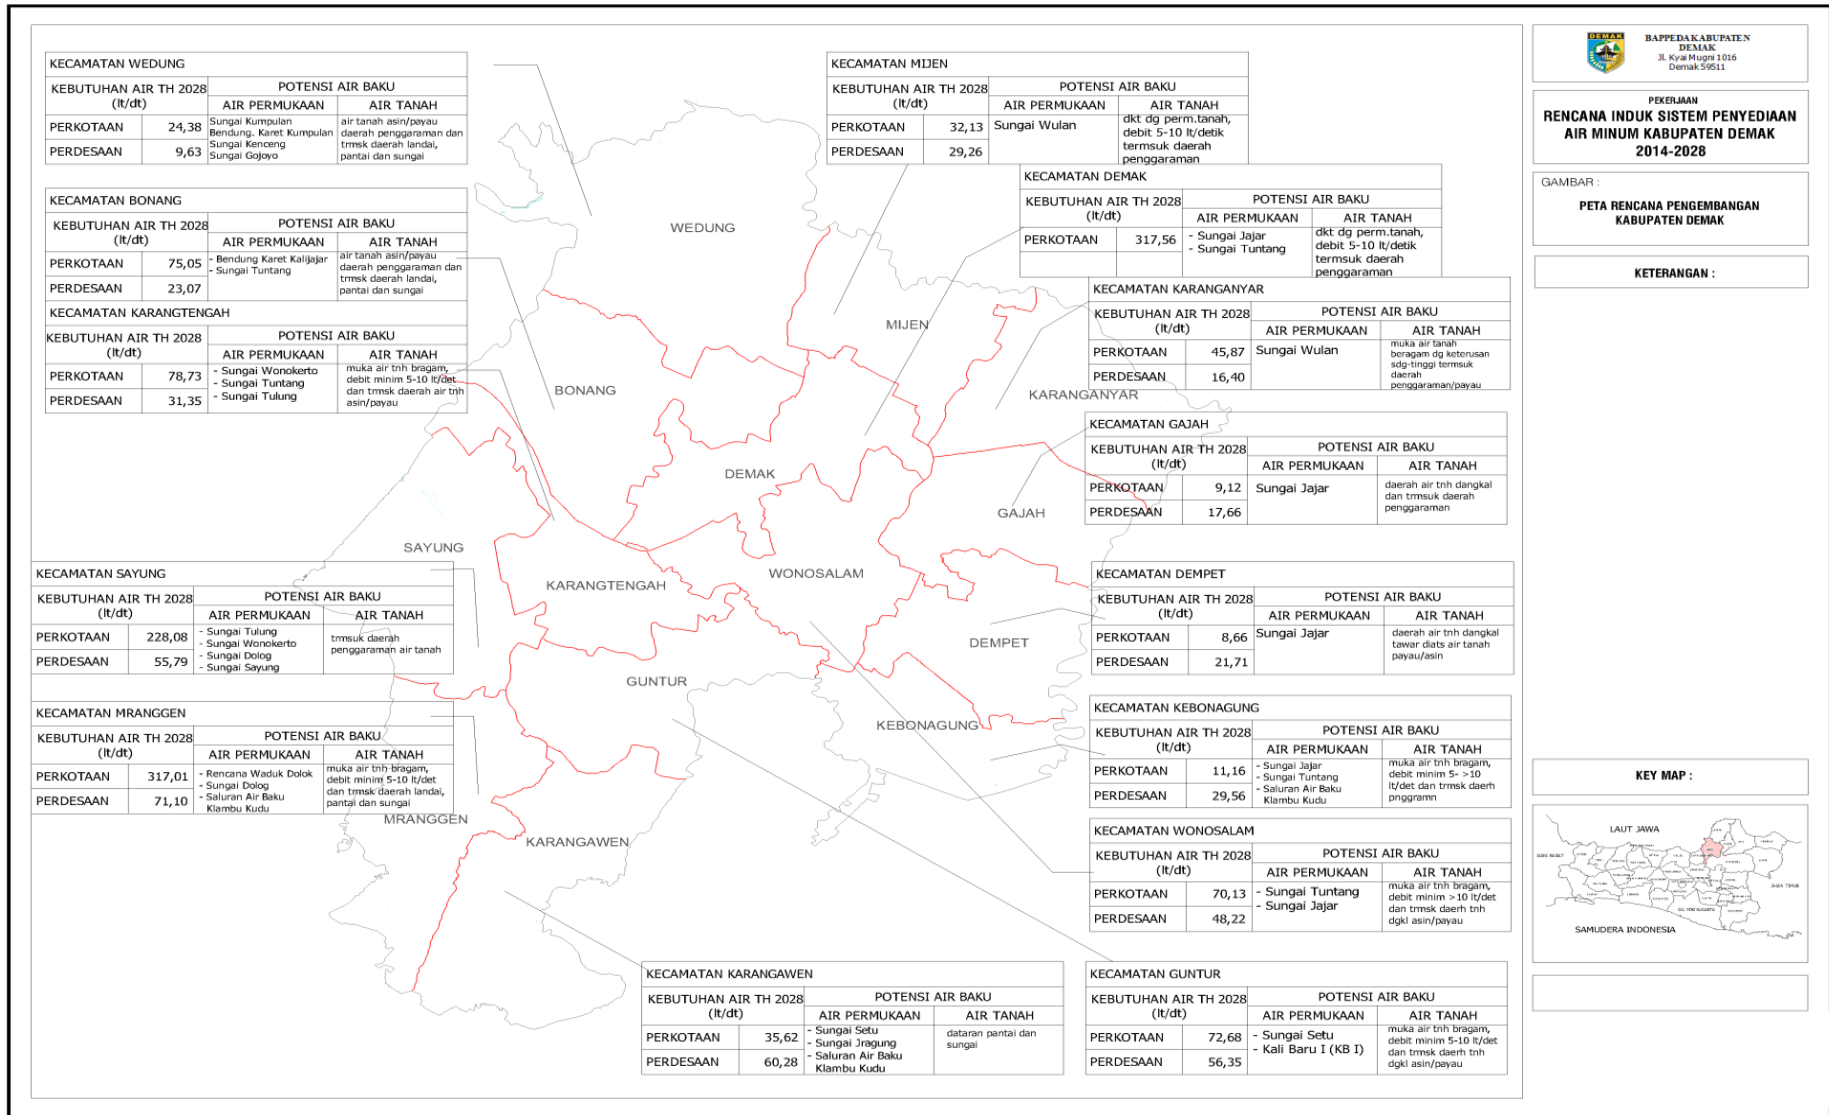 KECAMATAN WEDUNG
KEBUTUHAN AIR TH 2028
(lt/dt)
POTENSI AIR BAKU
AIR PERMUKAAN
AIR TANAH
PERKOTAAN 24,38
PERDESAAN 9,63
Sungai Kumpulan
Bendung. Karet Kumpulan
Sungai Kenceng
Sungai Gojoyo
air tanah asin/payau
daerah penggaraman dan
trmsk daerah landai,
pantai dan sungai
KECAMATAN BONANG
KEBUTUHAN AIR TH 2028
(lt/dt)
POTENSI AIR BAKU
AIR PERMUKAAN
AIR TANAH
PERKOTAAN 75,05
PERDESAAN 23,07
- Bendung Karet Kalijajar
- Sungai Tuntang
air tanah asin/payau
daerah penggaraman dan
trmsk daerah landai,
pantai dan sungai
KECAMATAN KARANGTENGAH
KEBUTUHAN AIR TH 2028
(lt/dt)
POTENSI AIR BAKU
AIR PERMUKAAN
AIR TANAH
PERKOTAAN 78,73
PERDESAAN 31,35
- Sungai Wonokerto
- Sungai Tuntang
- Sungai Tulung
muka air tnh bragam,
debit minim 5-10 lt/det
dan trmsk daerah air tnh
asin/payau
KECAMATAN SAYUNG
KEBUTUHAN AIR TH 2028
(lt/dt)
POTENSI AIR BAKU
AIR PERMUKAAN
AIR TANAH
PERKOTAAN 228,08
PERDESAAN 55,79
- Sungai Tulung
- Sungai Wonokerto
- Sungai Dolog
- Sungai Sayung
trmsuk daerah
penggaraman air tanah
KECAMATAN MRANGGEN
KEBUTUHAN AIR TH 2028
(lt/dt)
POTENSI AIR BAKU
AIR PERMUKAAN
AIR TANAH
PERKOTAAN 317,01
PERDESAAN 71,10
- Rencana Waduk Dolok
- Sungai Dolog
- Saluran Air Baku
Klambu Kudu
muka air tnh bragam,
debit minim 5-10 lt/det
dan trmsk daerah landai,
pantai dan sungai
KECAMATAN MIJEN
KEBUTUHAN AIR TH 2028
(lt/dt)
POTENSI AIR BAKU
AIR PERMUKAAN
AIR TANAH
PERKOTAAN 32,13
PERDESAAN 29,26
Sungai Wulan
dkt dg perm.tanah,
debit 5-10 lt/detik
termsuk daerah
penggaraman
KECAMATAN DEMAK
KEBUTUHAN AIR TH 2028
(lt/dt)
POTENSI AIR BAKU
AIR PERMUKAAN
AIR TANAH
PERKOTAAN 317,56
- Sungai Jajar
- Sungai Tuntang
dkt dg perm.tanah,
debit 5-10 lt/detik
termsuk daerah
penggaraman
KECAMATAN KARANGANYAR
KEBUTUHAN AIR TH 2028
(lt/dt)
POTENSI AIR BAKU
AIR PERMUKAAN
AIR TANAH
PERKOTAAN 45,87
PERDESAAN 16,40
Sungai Wulan
muka air tanah
beragam dg keterusan
sdg-tinggi termsuk
daerah
penggaraman/payau
KECAMATAN GAJAH
KEBUTUHAN AIR TH 2028
(lt/dt)
POTENSI AIR BAKU
AIR PERMUKAAN
AIR TANAH
PERKOTAAN 9,12
PERDESAAN 17,66
Sungai Jajar
daerah air tnh dangkal
dan trmsuk daerah
penggaraman
KECAMATAN DEMPET
KEBUTUHAN AIR TH 2028
(lt/dt)
POTENSI AIR BAKU
AIR PERMUKAAN
AIR TANAH
PERKOTAAN 8,66
PERDESAAN 21,71
Sungai Jajar
daerah air tnh dangkal
tawar diats air tanah
payau/asin
KECAMATAN KEBONAGUNG
KEBUTUHAN AIR TH 2028
(lt/dt)
POTENSI AIR BAKU
AIR PERMUKAAN
AIR TANAH
PERKOTAAN 11,16
PERDESAAN 29,56
- Sungai Jajar
- Sungai Tuntang
- Saluran Air Baku
Klambu Kudu
muka air tnh bragam,
debit minim 5- >10
lt/det dan trmsk daerh
pnggramn
KECAMATAN WONOSALAM
KEBUTUHAN AIR TH 2028
(lt/dt)
POTENSI AIR BAKU
AIR PERMUKAAN
AIR TANAH
PERKOTAAN 70,13
PERDESAAN 48,22
- Sungai Tuntang
- Sungai Jajar
muka air tnh bragam,
debit minim >10 lt/det
dan trmsk daerh tnh
dgkl asin/payau
KECAMATAN KARANGAWEN
KEBUTUHAN AIR TH 2028
(lt/dt)
POTENSI AIR BAKU
AIR PERMUKAAN
AIR TANAH
PERKOTAAN 35,62
PERDESAAN 60,28
- Sungai Setu
- Sungai Jragung
- Saluran Air Baku
Klambu Kudu
dataran pantai dan
sungai
KECAMATAN GUNTUR
KEBUTUHAN AIR TH 2028
(lt/dt)
POTENSI AIR BAKU
AIR PERMUKAAN
AIR TANAH
PERKOTAAN 72,68
PERDESAAN 56,35
- Sungai Setu
- Kali Baru I (KB I)
muka air tnh bragam,
debit minim 5-10 lt/det
dan trmsk daerh tnh
dgkl asin/payau
WEDUNG
MIJEN
BONANG
KARANGANYAR
DEMAK
GAJAH
SAYUNG
KARANGTENGAH
WONOSALAM
DEMPET
GUNTUR
KEBONAGUNG
MRANGGEN
KARANGAWEN
DEMAK
BAPPEDA KABUPATEN
DEMAK
Jl. Kyai Mugni 1016
Demak 59511
PEKERJAAN
RENCANA INDUK SISTEM PENYEDIAAN
AIR MINUM KABUPATEN DEMAK
2014-2028
GAMBAR :
PETA RENCANA PENGEMBANGAN
KABUPATEN DEMAK
KETERANGAN :
KEY MAP :
LAUT JAWA
JAWA BARAT
JAWA TIMUR
SAMUDERA INDONESIA